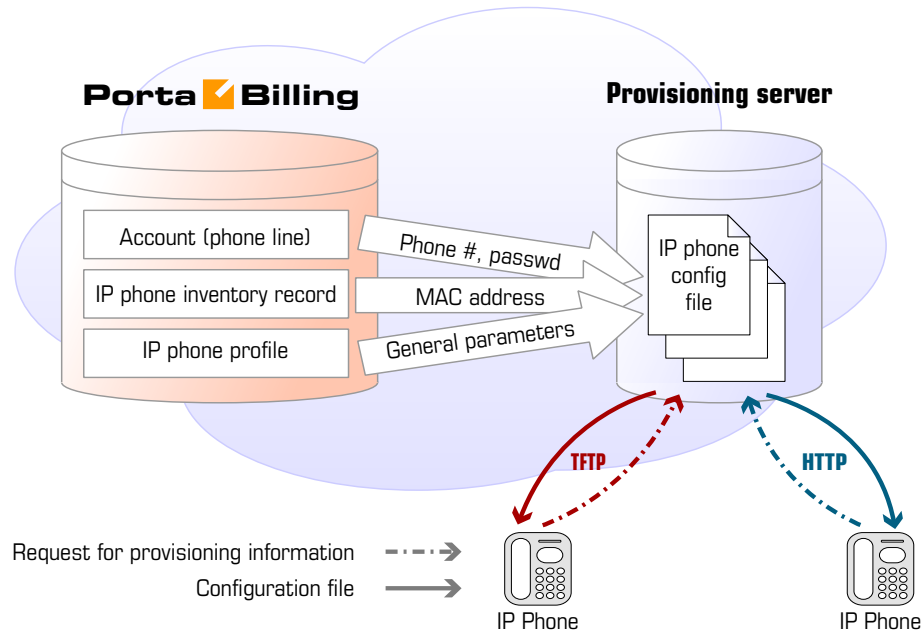 Porta Billing
Provisioning server
Account (phone line)
IP phone inventory record
IP phone profile
Phone #, passwd
MAC address
General parameters
IP phone
config
file
TFTP
HTTP
Request for provisioning information
Configuration file
IP Phone
IP Phone